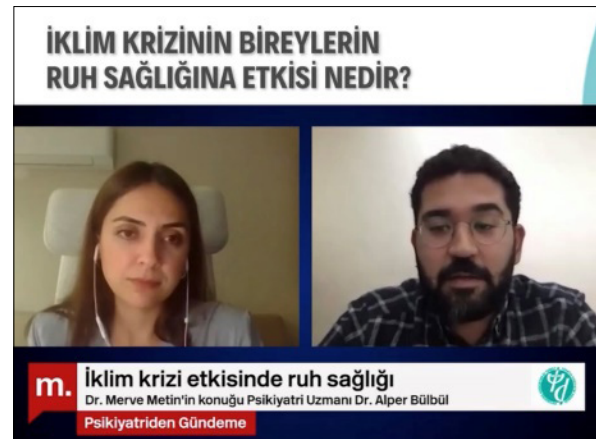 İKLİM KRİZİNİN BİREYLERİN
RUH SAĞLIĞINA ETKİSİ NEDİR?
m.
İklim krizi etkisinde ruh sağlığı
Dr. Merve Metin'in konuğu Psikiyatri Uzmanı Dr. Alper Bülbül
Psikiyatriden Gündeme